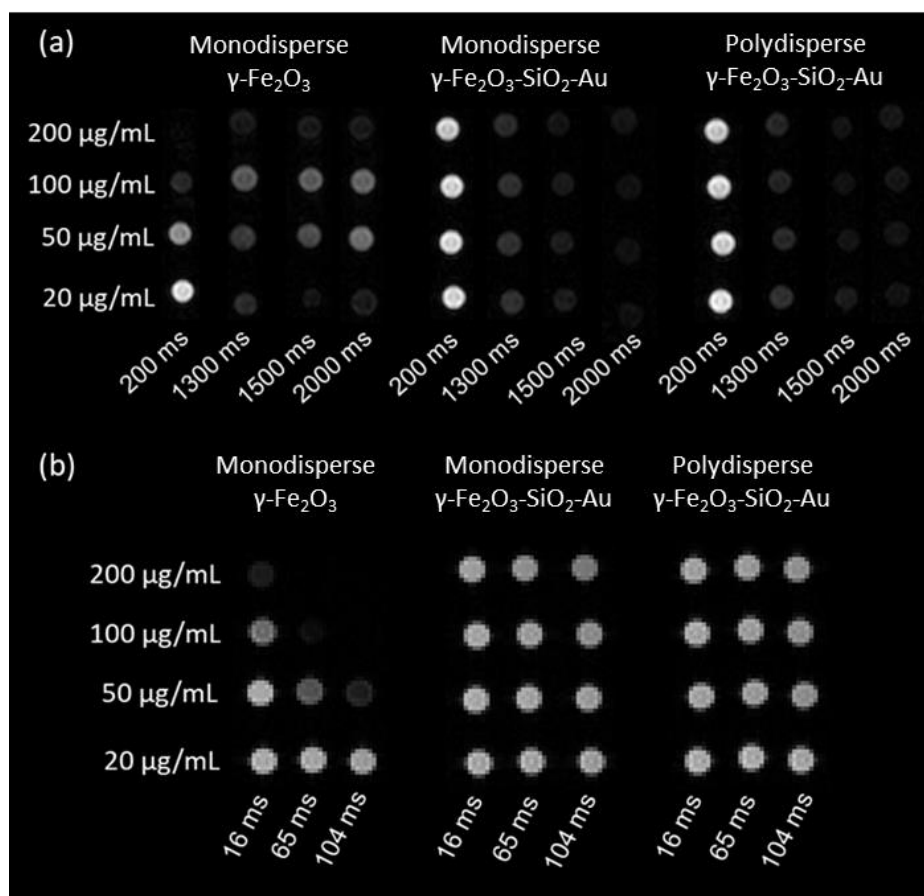 (a)
Monodisperse
γ-Fe₂O₃
Monodisperse
γ-Fe₂O₃-SiO₂-Au
Polydisperse
γ-Fe₂O₃-SiO₂-Au
200 µg/mL
100 µg/mL
50 µg/mL
20 µg/mL
200 ms
1300 ms
1500 ms
2000 ms
200 ms
1300 ms
1500 ms
2000 ms
200 ms
1300 ms
1500 ms
2000 ms
(b)
Monodisperse
γ-Fe₂O₃
Monodisperse
γ-Fe₂O₃-SiO₂-Au
Polydisperse
γ-Fe₂O₃-SiO₂-Au
200 µg/mL
100 µg/mL
50 µg/mL
20 µg/mL
16 ms
65 ms
104 ms
16 ms
65 ms
104 ms
16 ms
65 ms
104 ms